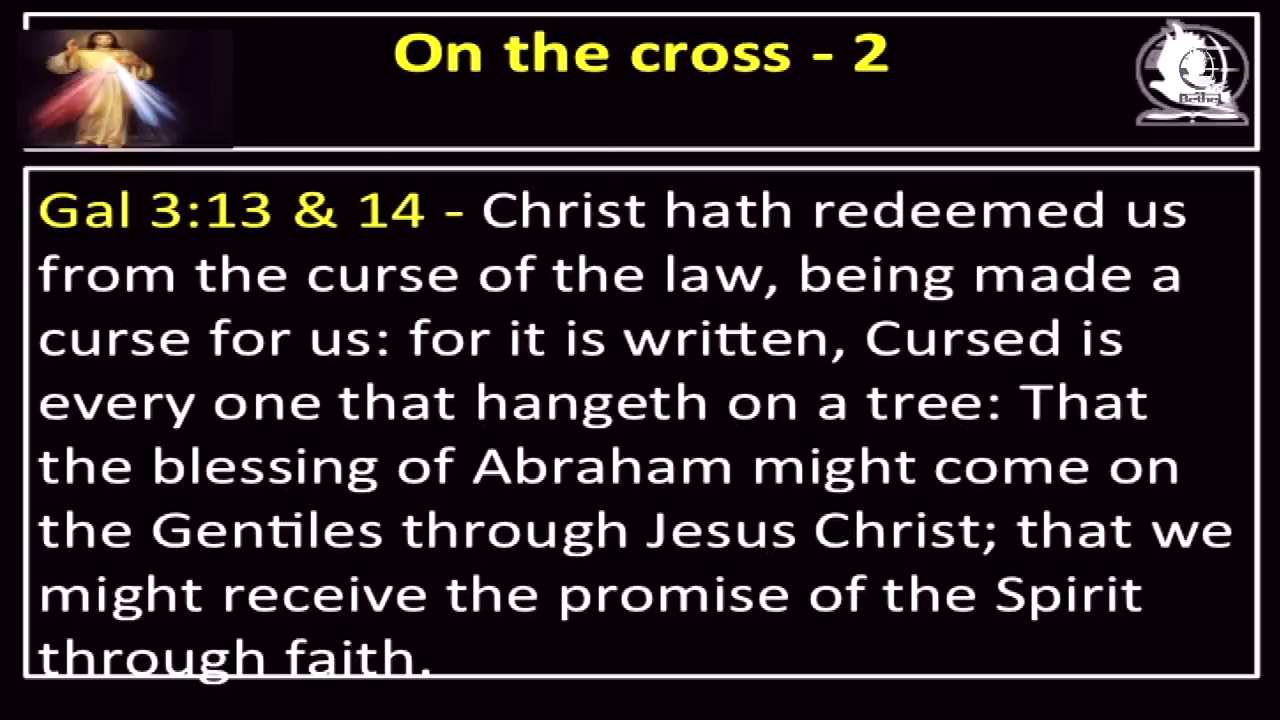 On the cross - 2
Bethel
Gal 3:13 & 14 - Christ hath redeemed us
from the curse of the law, being made a
curse for us: for it is written, Cursed is
every one that hangeth on a tree: That
the blessing of Abraham might come on
the Gentiles through Jesus Christ; that we
might receive the promise of the Spirit
through faith.